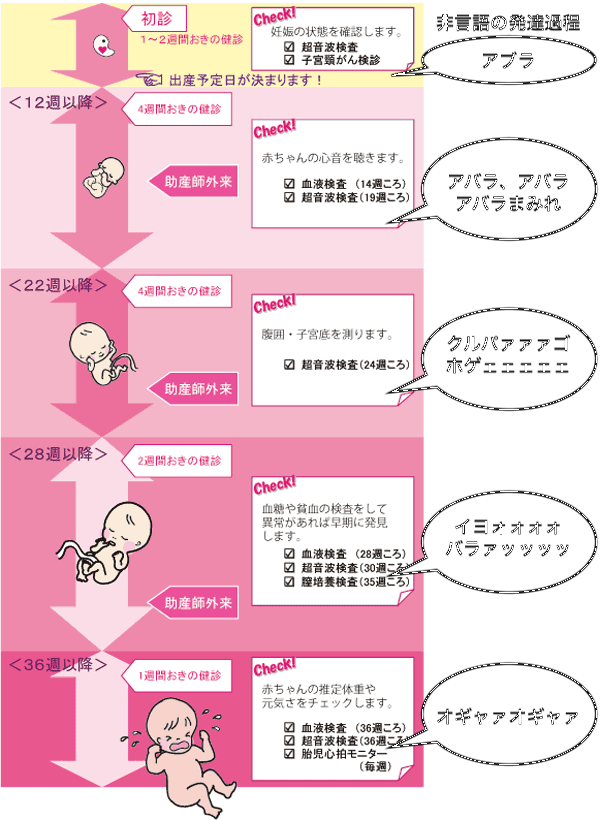 初診
1～2週間おきの健診
Check!
妊娠の状態を確認します。
☑ 超音波検査
☑ 子宮頸がん検診
出産予定日が決まります！
非言語の発達過程
アブラ
＜12週以降＞
4週間おきの健診
助産師外来
Check!
赤ちゃんの心音を聴きます。
☑ 血液検査 （14週ころ）
☑ 超音波検査（19週ころ）
アバラ、アバラ
アバラまみれ
＜22週以降＞
4週間おきの健診
助産師外来
Check!
腹囲・子宮底を測ります。
☑ 超音波検査（24週ころ）
クルパァァァゴ
ホゲェェェェェ
＜28週以降＞
2週間おきの健診
助産師外来
Check!
血糖や貧血の検査をして
異常があれば早期に発見
します。
☑ 血液検査 （28週ころ）
☑ 超音波検査（30週ころ）
☑ 膣培養検査（35週ころ）
イヨォォォォ
バラァッッッッ
＜36週以降＞
1週間おきの健診
Check!
赤ちゃんの推定体重や
元気さをチェックします。
☑ 血液検査 （36週ころ）
☑ 超音波検査（36週ころ）
☑ 胎児心拍モニター
（毎週）
オギャァオギャァ